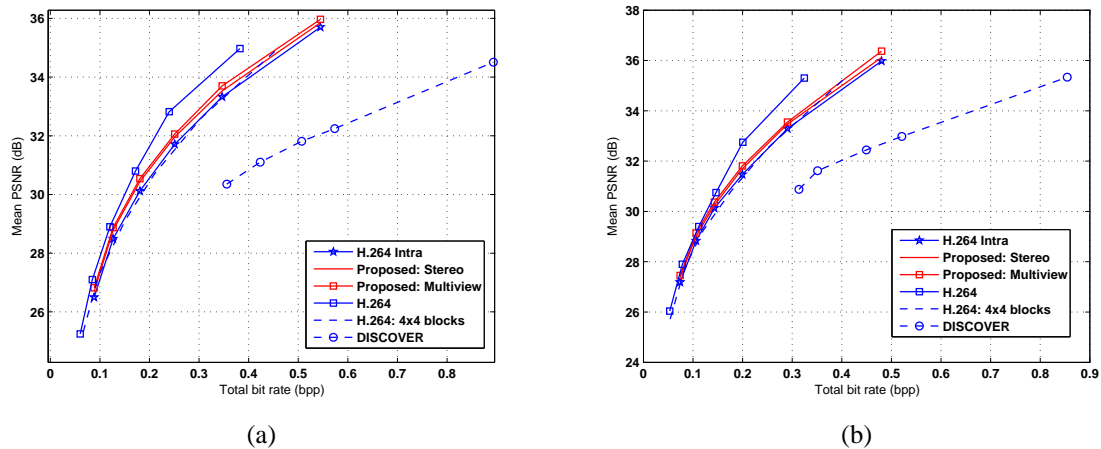 36
34
32
30
28
26
Mean PSNR (dB)
0
0.1
0.2
0.3
0.4
0.5
0.6
0.7
0.8
Total bit rate (bpp)
H.264 Intra
Proposed: Stereo
Proposed: Multiview
H.264
H.264: 4x4 blocks
DISCOVER
(a)
38
36
34
32
30
28
26
24
Mean PSNR (dB)
0
0.1
0.2
0.3
0.4
0.5
0.6
0.7
0.8
0.9
Total bit rate (bpp)
H.264 Intra
Proposed: Stereo
Proposed: Multiview
H.264
H.264: 4x4 blocks
DISCOVER
(b)